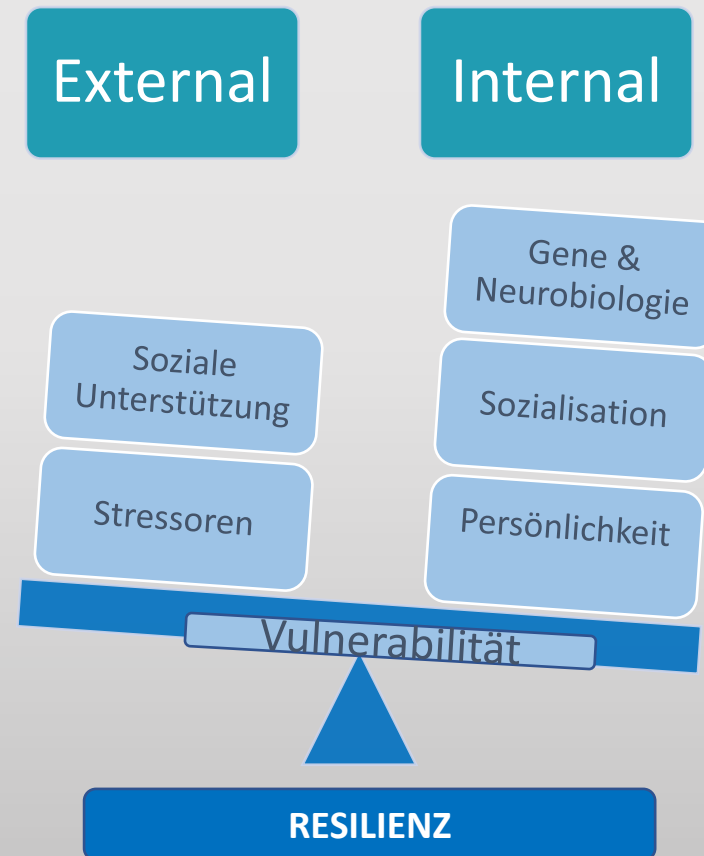 External
Internal
Gene &
Neurobiologie
Soziale
Unterstützung
Sozialisation
Stressoren
Persönlichkeit
Vulnerabilität
RESILIENZ